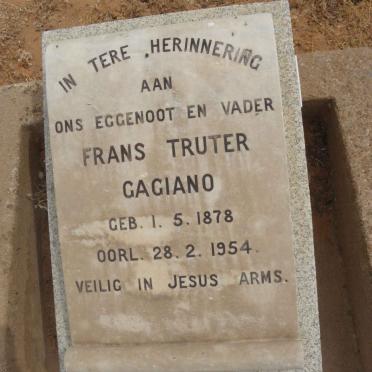 IN TERE HERINNERING
AAN
ONS EGGENOOT EN VADER
FRANS TRUTER
GAGIANO
GEB. 1. 5. 1878
OORL. 28. 2. 1954.
VEILIG IN JESUS ARMS.